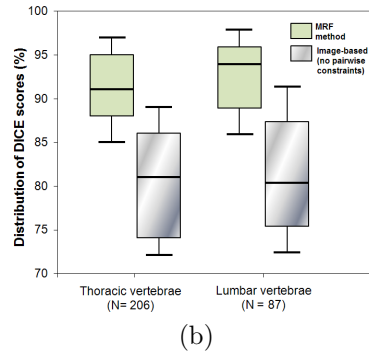 Distribution of DICE scores (%)
100
95
90
85
80
75
70
MRF
method
Image-based
(no pairwise
constraints)
Thoracic vertebrae
(N= 206)
Lumbar vertebrae
(N = 87)
(b)